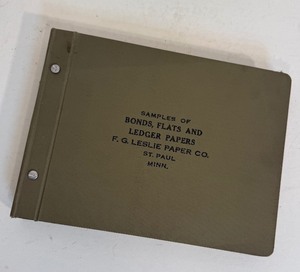 SAMPLES OF
BONDS, FLATS AND
LEDGER PAPERS
F. G. LESLIE PAPER CO.
ST. PAUL
MINN.